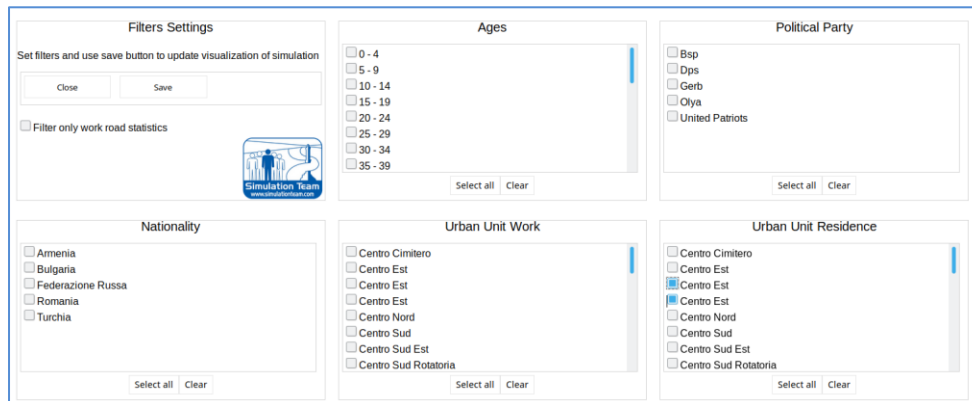 Filters Settings
Set filters and use save button to update visualization of simulation
Close
Save
Filter only work road statistics
Simulation Team
www.simulationteam.com
Ages
0 - 4
5 - 9
10 - 14
15 - 19
20 - 24
25 - 29
30 - 34
35 - 39
Select all
Clear
Political Party
Bsp
Dps
Gerb
Olya
United Patriots
Select all
Clear
Nationality
Armenia
Bulgaria
Federazione Russa
Romania
Turchia
Select all
Clear
Urban Unit Work
Centro Cimitero
Centro Est
Centro Est
Centro Est
Centro Nord
Centro Sud
Centro Sud Est
Centro Sud Rotatoria
Select all
Clear
Urban Unit Residence
Centro Cimitero
Centro Est
Centro Est
Centro Est
Centro Nord
Centro Sud
Centro Sud Est
Centro Sud Rotatoria
Select all
Clear